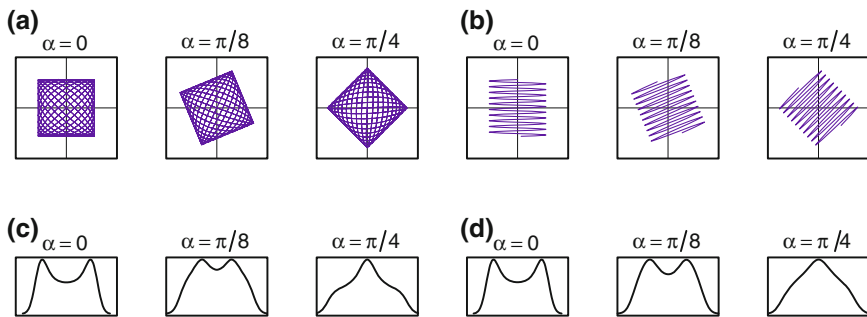 (a)
(b)
α = 0
α = π/8
α = π/4
α = 0
α = π/8
α = π/4
(c)
(d)
α = 0
α = π/8
α = π/4
α = 0
α = π/8
α = π/4